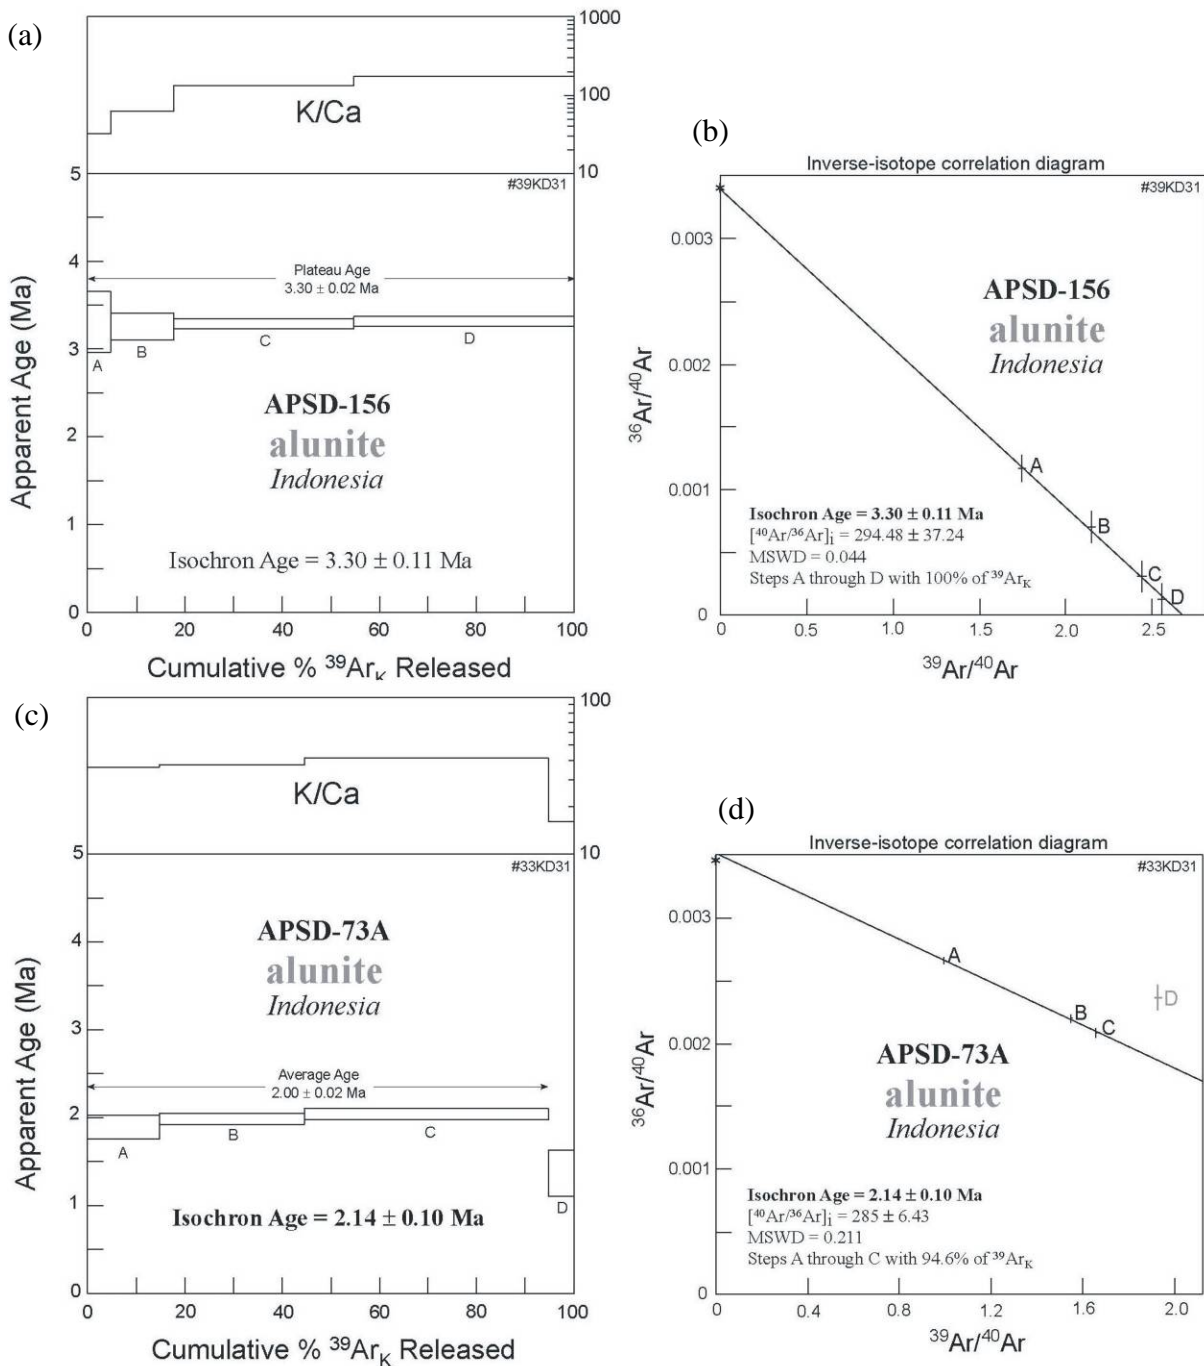 (a)
1000
100
10
K/Ca
#39KD31
5
4
3
2
1
0
Apparent Age (Ma)
Plateau Age
3.30 ± 0.02 Ma
A
B
C
D
APSD-156
alunite
Indonesia
Isochron Age = 3.30 ± 0.11 Ma
0 20 40 60 80 100
Cumulative % ³⁹Ar_K Released
(b)
Inverse-isotope correlation diagram
#39KD31
0.003
0.002
0.001
0
³⁶Ar/⁴⁰Ar
APSD-156
alunite
Indonesia
A
B
C
D
Isochron Age = 3.30 ± 0.11 Ma
[⁴⁰Ar/³⁶Ar]i = 294.48 ± 37.24
MSWD = 0.044
Steps A through D with 100% of ³⁹Ar_K
0 0.5 1.0 1.5 2.0 2.5
³⁹Ar/⁴⁰Ar
(c)
100
10
K/Ca
#33KD31
5
4
3
2
1
0
Apparent Age (Ma)
APSD-73A
alunite
Indonesia
Average Age
2.00 ± 0.02 Ma
A
B
C
D
Isochron Age = 2.14 ± 0.10 Ma
0 20 40 60 80 100
Cumulative % ³⁹Ar_K Released
(d)
Inverse-isotope correlation diagram
#33KD31
0.003
0.002
0.001
0
³⁶Ar/⁴⁰Ar
A
B
C
D
APSD-73A
alunite
Indonesia
Isochron Age = 2.14 ± 0.10 Ma
[⁴⁰Ar/³⁶Ar]i = 285 ± 6.43
MSWD = 0.211
Steps A through C with 94.6% of ³⁹Ar_K
0 0.4 0.8 1.2 1.6 2.0
³⁹Ar/⁴⁰Ar